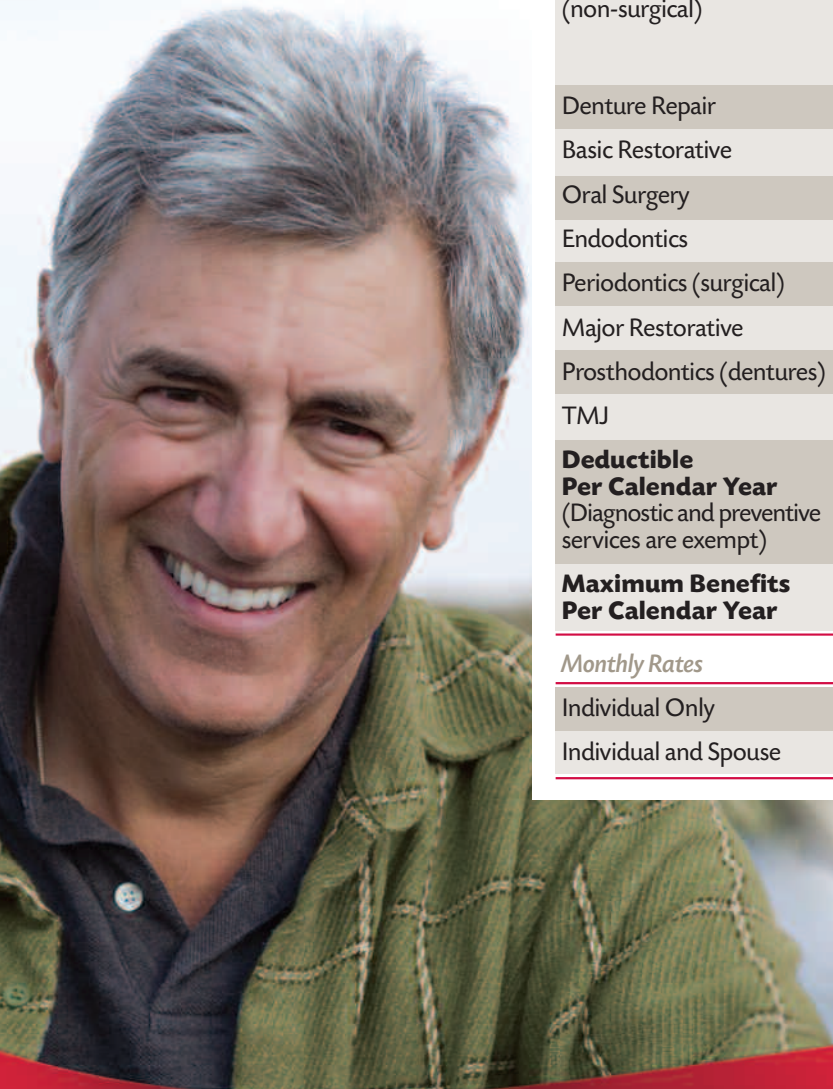 (non-surgical)
Denture Repair
Basic Restorative
Oral Surgery
Endodontics
Periodontics (surgical)
Major Restorative
Prosthodontics (dentures)
TMJ
Deductible
Per Calendar Year
(Diagnostic and preventive
services are exempt)
Maximum Benefits
Per Calendar Year
Monthly Rates
Individual Only
Individual and Spouse